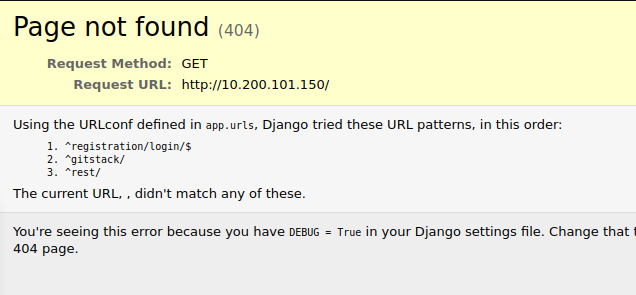 Page not found (404)
Request Method: GET
Request URL: http://10.200.101.150/
Using the URLconf defined in app.urls, Django tried these URL patterns, in this order:
1. ^registration/login/$
2. ^gitstack/
3. ^rest/
The current URL, , didn't match any of these.
You're seeing this error because you have DEBUG = True in your Django settings file. Change that t
404 page.